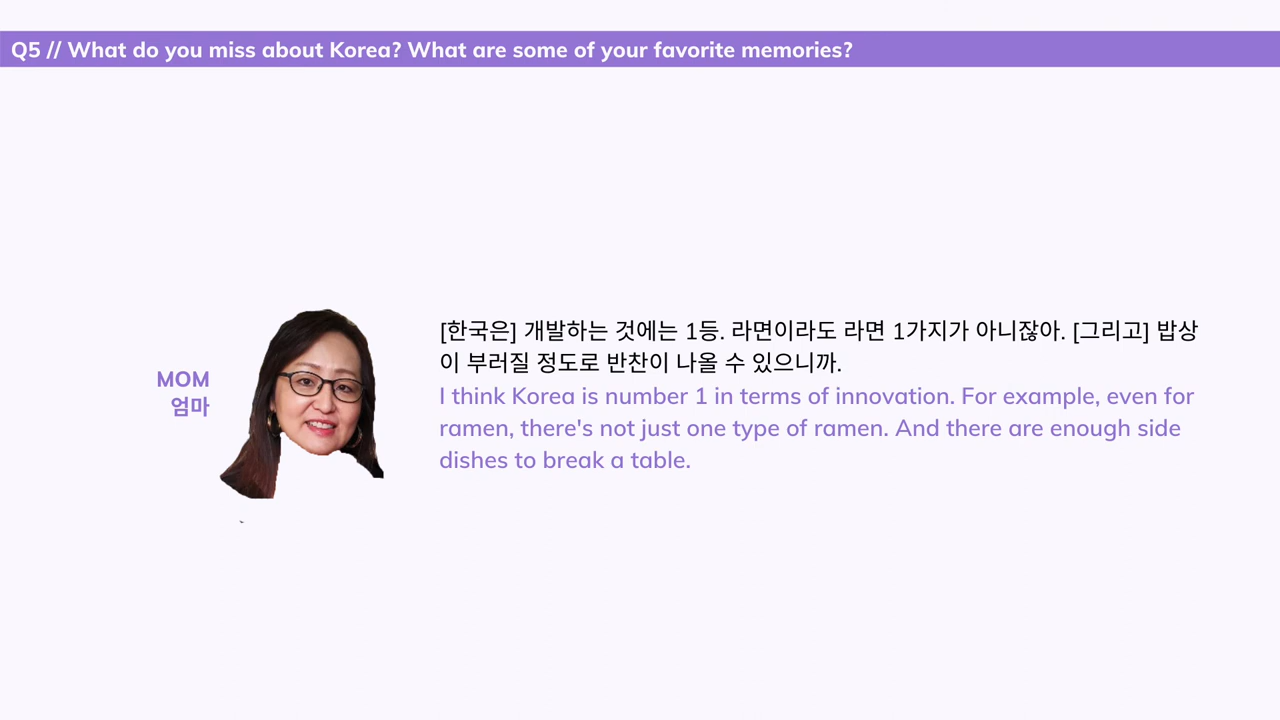 Q5 // What do you miss about Korea? What are some of your favorite memories?
MOM
엄마
[한국은] 개발하는 것에는 1등. 라면이라도 라면 1가지가 아니잖아. [그리고] 밥상
이 부러질 정도로 반찬이 나올 수 있으니까.
I think Korea is number 1 in terms of innovation. For example, even for
ramen, there's not just one type of ramen. And there are enough side
dishes to break a table.